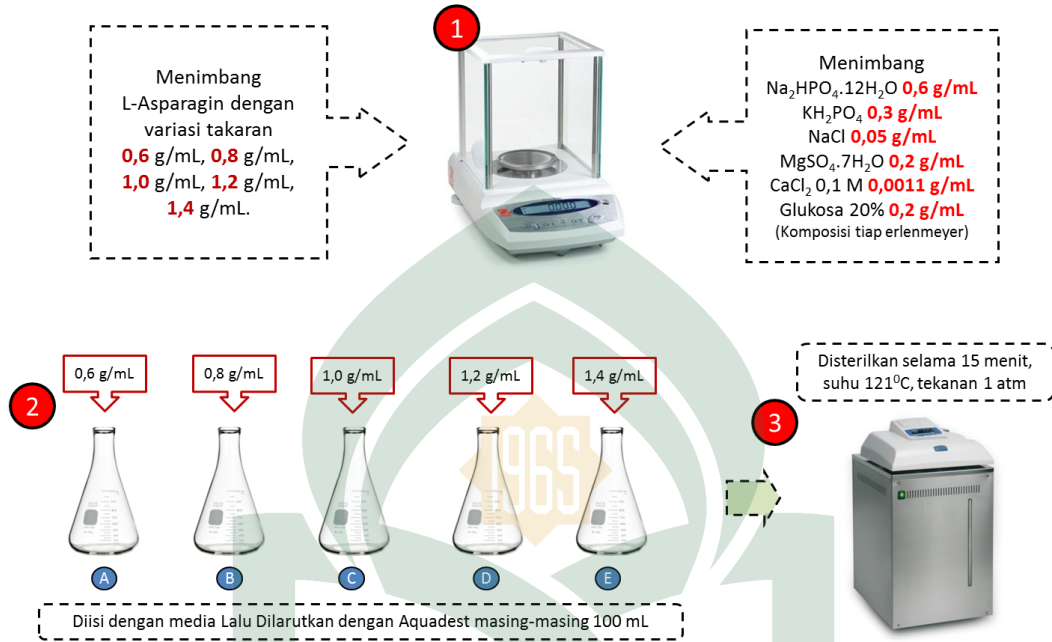 1
Menimbang
L-Asparagin dengan
variasi takaran
0,6 g/mL, 0,8 g/mL,
1,0 g/mL, 1,2 g/mL,
1,4 g/mL.
Menimbang
Na₂HPO₄.12H₂O 0,6 g/mL
KH₂PO₄ 0,3 g/mL
NaCl 0,05 g/mL
MgSO₄.7H₂O 0,2 g/mL
CaCl₂ 0,1 M 0,0011 g/mL
Glukosa 20% 0,2 g/mL
(Komposisi tiap erlenmeyer)
2
0,6 g/mL
0,8 g/mL
1,0 g/mL
1,2 g/mL
1,4 g/mL
A
B
C
D
E
Diisi dengan media Lalu Dilarutkan dengan Aquadest masing-masing 100 mL
3
Disterilkan selama 15 menit,
suhu 121⁰C, tekanan 1 atm
1965